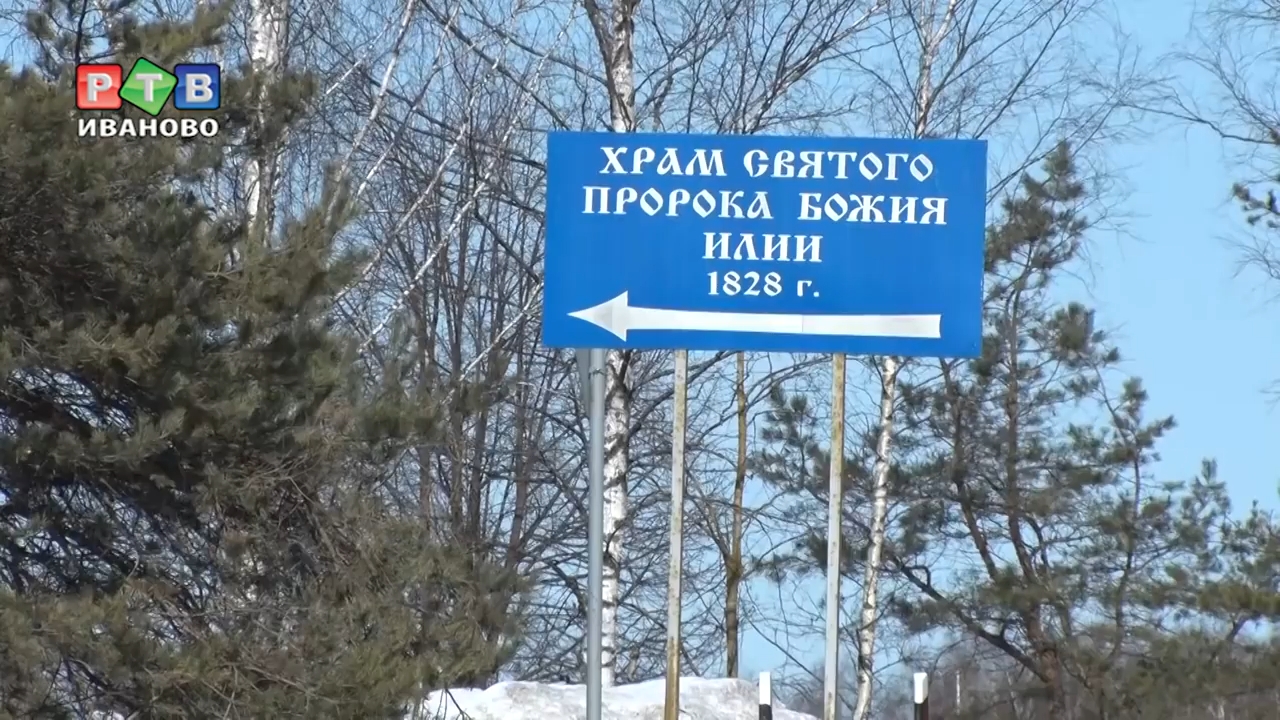 РТВ
ИВАНОВО
ХРАМ СВЯТОГО
ПРОРОКА БОЖИЯ
ИЛИИ
1828 г.